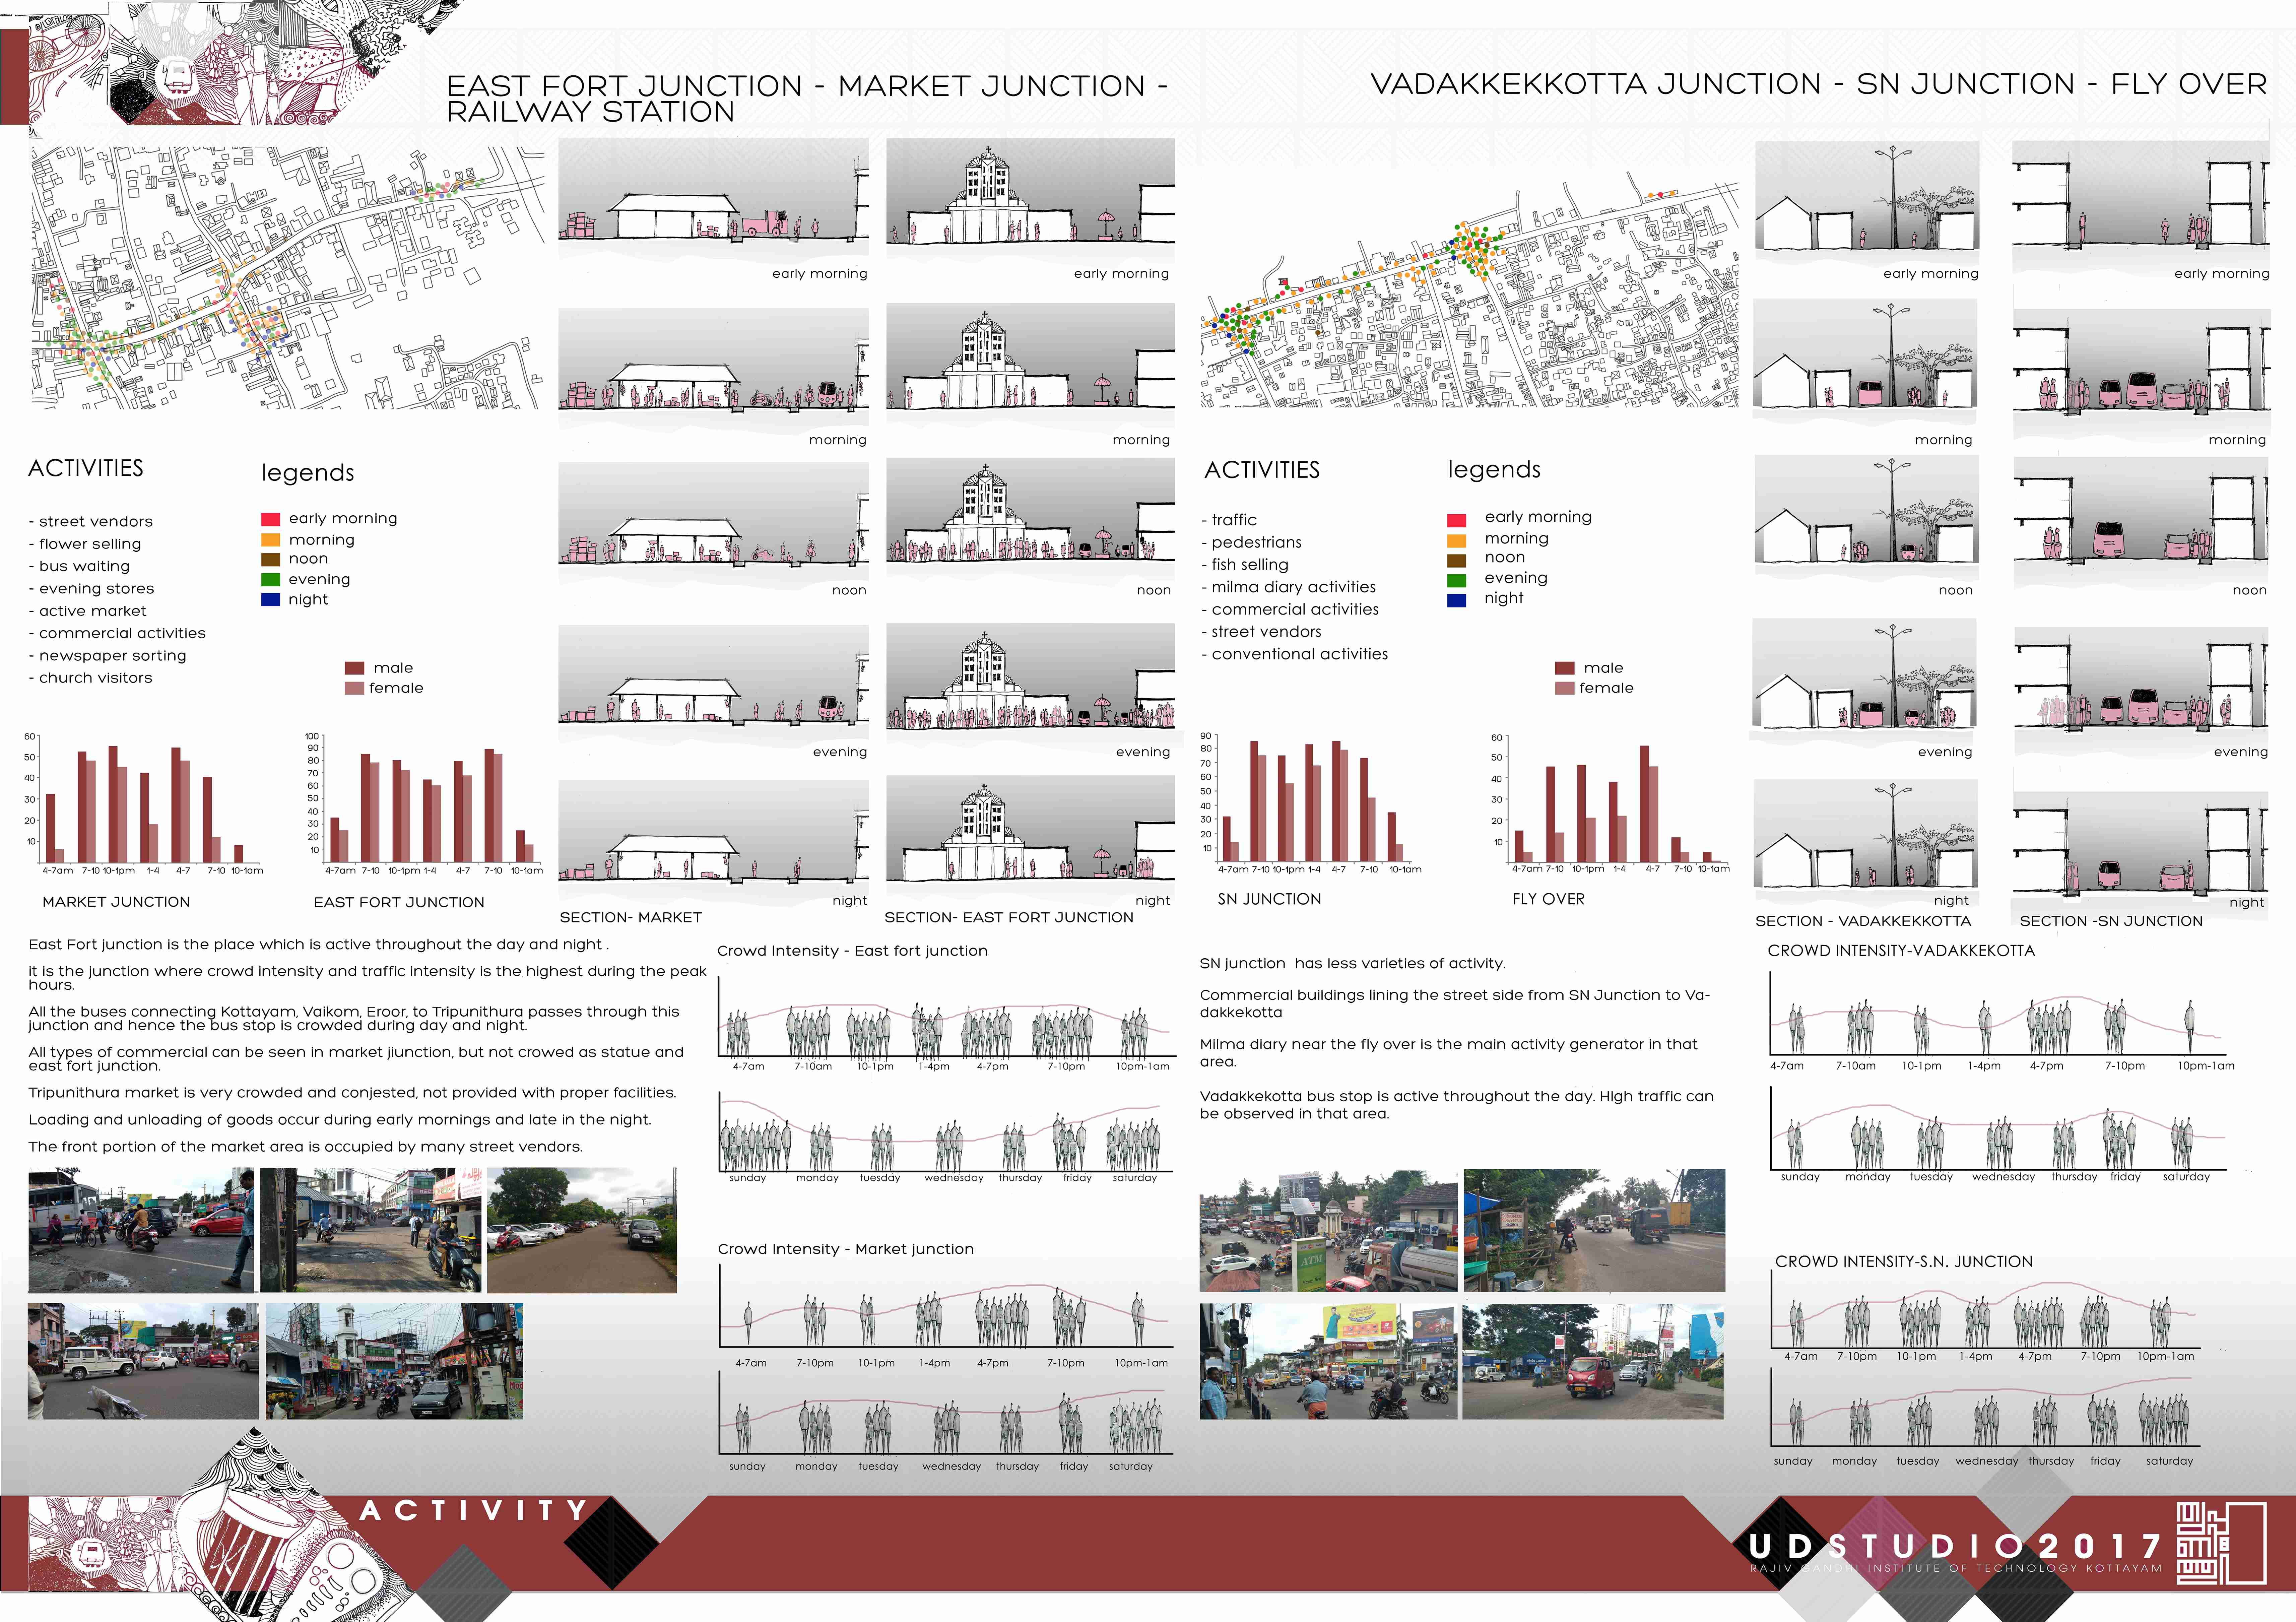 EAST FORT JUNCTION - MARKET JUNCTION -
RAILWAY STATION
VADAKKEKKOTTA JUNCTION - SN JUNCTION - FLY OVER
ACTIVITIES
- street vendors
- flower selling
- bus waiting
- evening stores
- active market
- commercial activities
- newspaper sorting
- church visitors
legends
early morning
morning
noon
evening
night
male
female
60
50
40
30
20
10
4-7am 7-10 10-1pm 1-4 4-7 7-10 10-1am
MARKET JUNCTION
100
90
80
70
60
50
40
30
20
10
4-7am 7-10 10-1pm 1-4 4-7 7-10 10-1am
EAST FORT JUNCTION
early morning
morning
noon
evening
night
SECTION- MARKET
early morning
morning
noon
evening
night
SECTION- EAST FORT JUNCTION
East Fort junction is the place which is active throughout the day and night .
it is the junction where crowd intensity and traffic intensity is the highest during the peak
hours.
All the buses connecting Kottayam, Vaikom, Eroor, to Tripunithura passes through this
junction and hence the bus stop is crowded during day and night.
All types of commercial can be seen in market jiunction, but not crowed as statue and
east fort junction.
Tripunithura market is very crowded and conjested, not provided with proper facilities.
Loading and unloading of goods occur during early mornings and late in the night.
The front portion of the market area is occupied by many street vendors.
Crowd Intensity - East fort junction
4-7am 7-10am 10-1pm 1-4pm 4-7pm 7-10pm 10pm-1am
sunday monday tuesday wednesday thursday friday saturday
Crowd Intensity - Market junction
4-7am 7-10pm 10-1pm 1-4pm 4-7pm 7-10pm 10pm-1am
sunday monday tuesday wednesday thursday friday saturday
ACTIVITIES
- traffic
- pedestrians
- fish selling
- milma diary activities
- commercial activities
- street vendors
- conventional activities
legends
early morning
morning
noon
evening
night
male
female
90
80
70
60
50
40
30
20
10
4-7am 7-10 10-1pm 1-4 4-7 7-10 10-1am
SN JUNCTION
60
50
40
30
20
10
4-7am 7-10 10-1pm 1-4 4-7 7-10 10-1am
FLY OVER
early morning
morning
noon
evening
night
SECTION - VADAKKEKKOTTA
early morning
morning
noon
evening
night
SECTION -SN JUNCTION
SN junction has less varieties of activity.
Commercial buildings lining the street side from SN Junction to Va-
dakkekotta
Milma diary near the fly over is the main activity generator in that
area.
Vadakkekotta bus stop is active throughout the day. HIgh traffic can
be observed in that area.
ATM
CROWD INTENSITY-VADAKKEKOTTA
4-7am 7-10am 10-1pm 1-4pm 4-7pm 7-10pm 10pm-1am
sunday monday tuesday wednesday thursday friday saturday
CROWD INTENSITY-S.N. JUNCTION
4-7am 7-10pm 10-1pm 1-4pm 4-7pm 7-10pm 10pm-1am
sunday monday tuesday wednesday thursday friday saturday
ACTIVITY
UDSTUDIO2017
RAJIV GANDHI INSTITUTE OF TECHNOLOGY KOTTAYAM